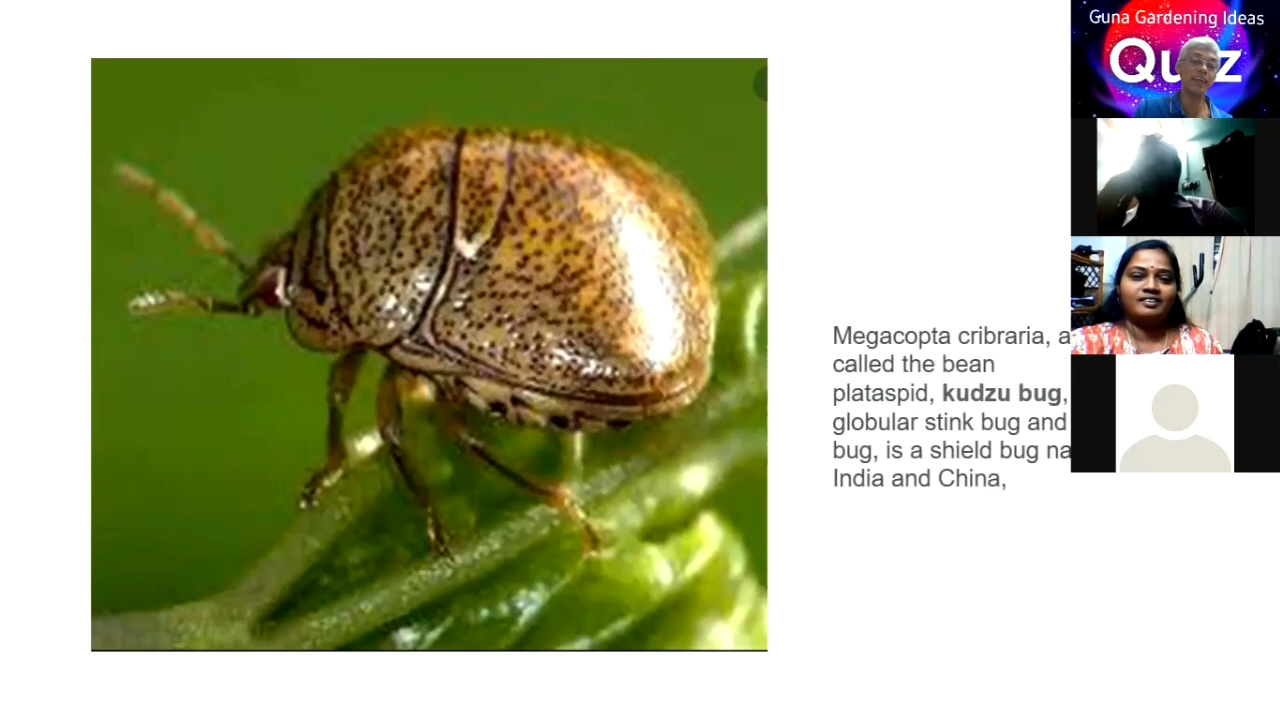 Guna Gardening Ideas
Quiz
Megacopta cribraria, a
called the bean
plataspid, kudzu bug,
globular stink bug and
bug, is a shield bug na
India and China,